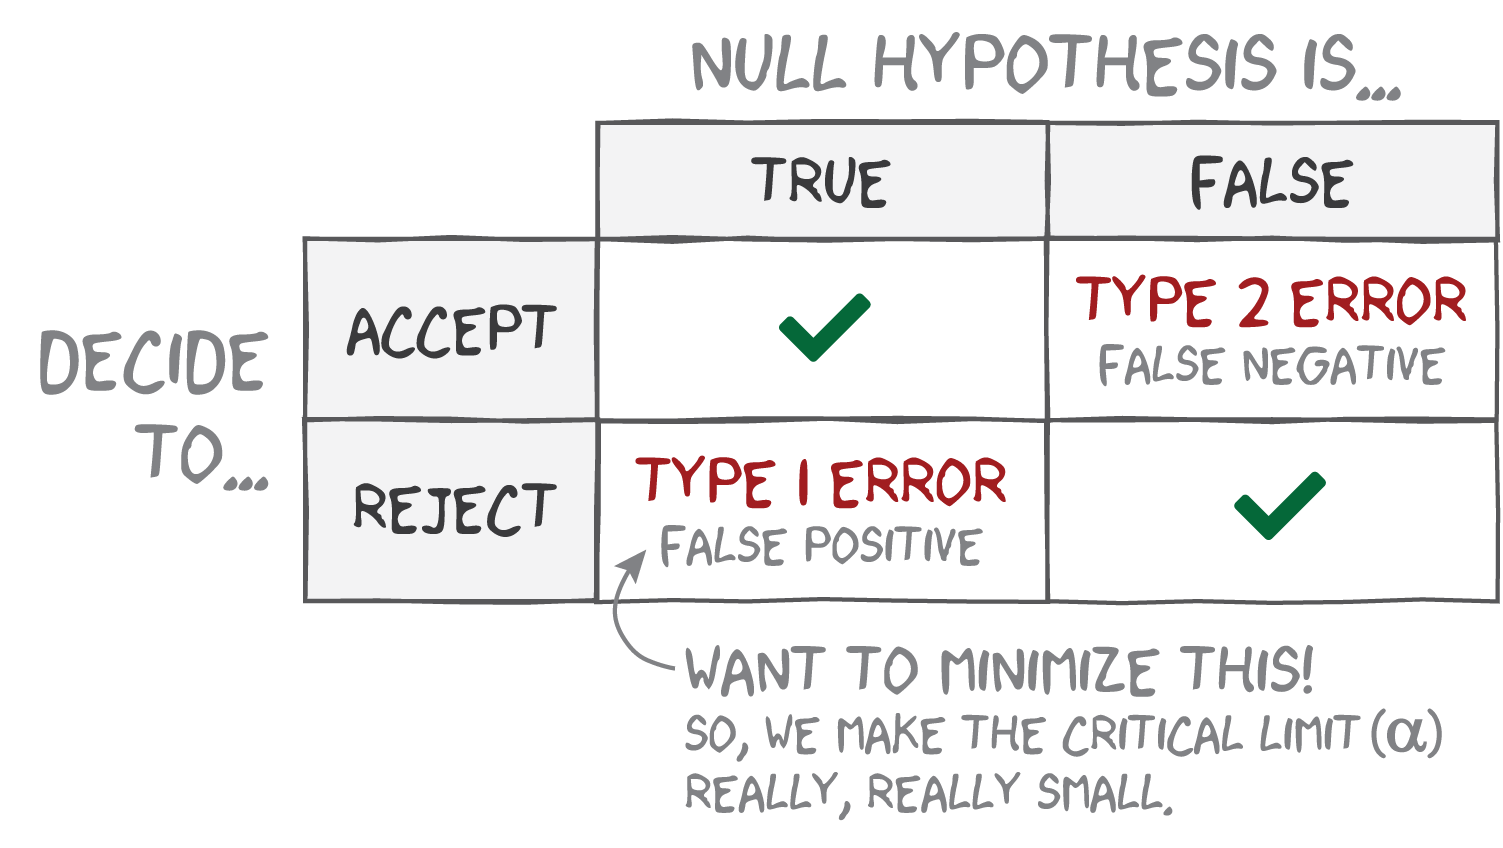 NULL HYPOTHESIS IS...
TRUE
FALSE
DECIDE
TO...
ACCEPT
TYPE 2 ERROR
FALSE NEGATIVE
REJECT
TYPE 1 ERROR
FALSE POSITIVE
WANT TO MINIMIZE THIS!
SO, WE MAKE THE CRITICAL LIMIT (α)
REALLY, REALLY SMALL.